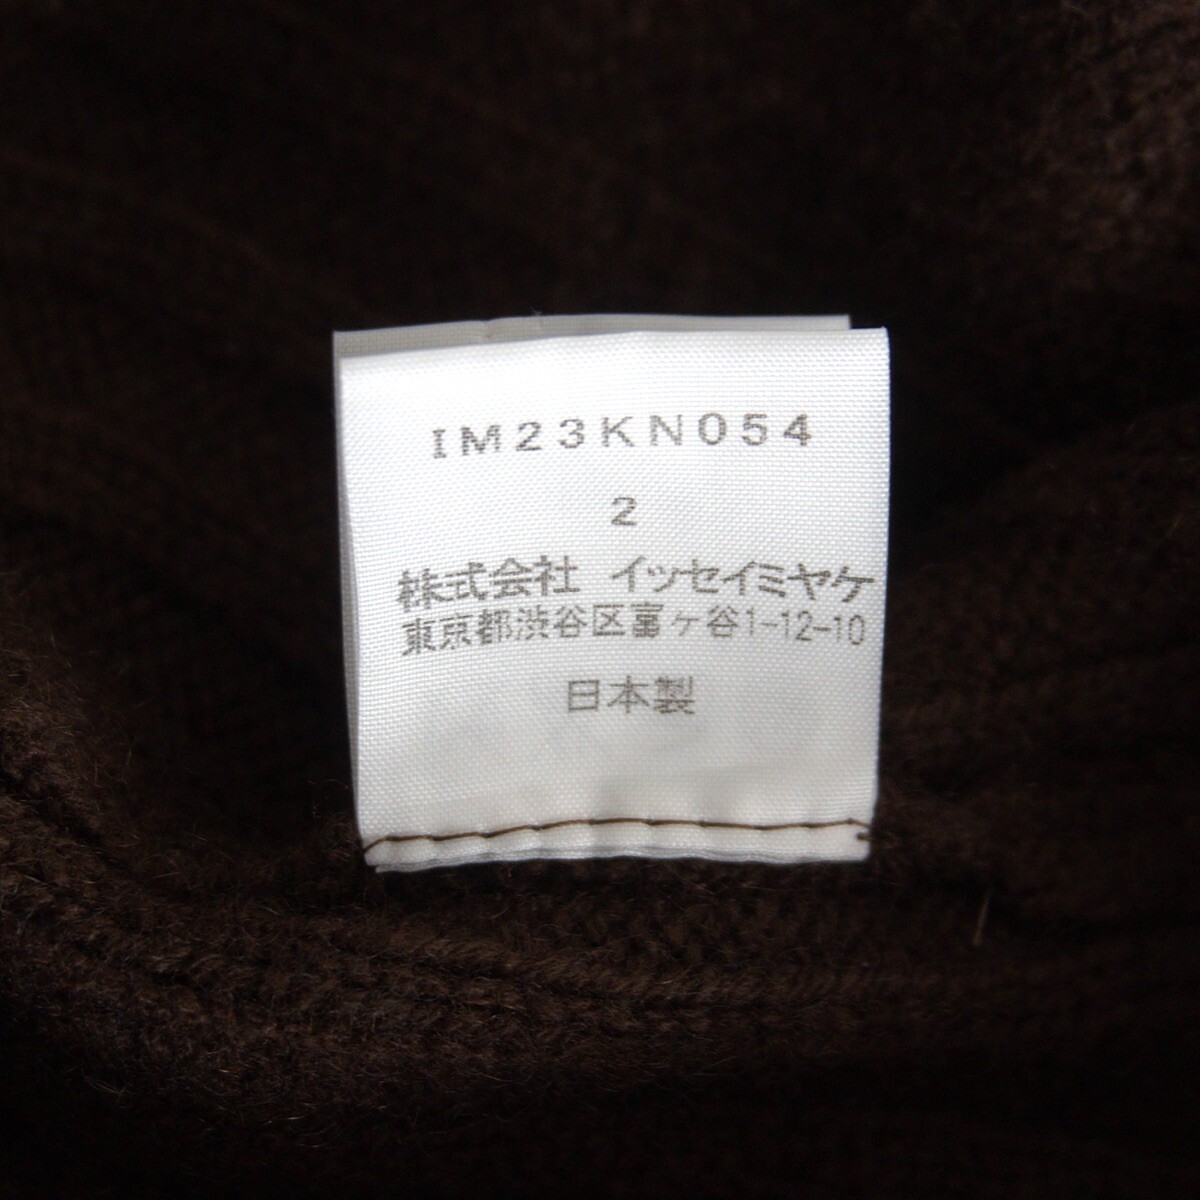 IM23KN054
2
株式会社 イッセイミヤケ
東京都渋谷区富ヶ谷1-12-10
日本製